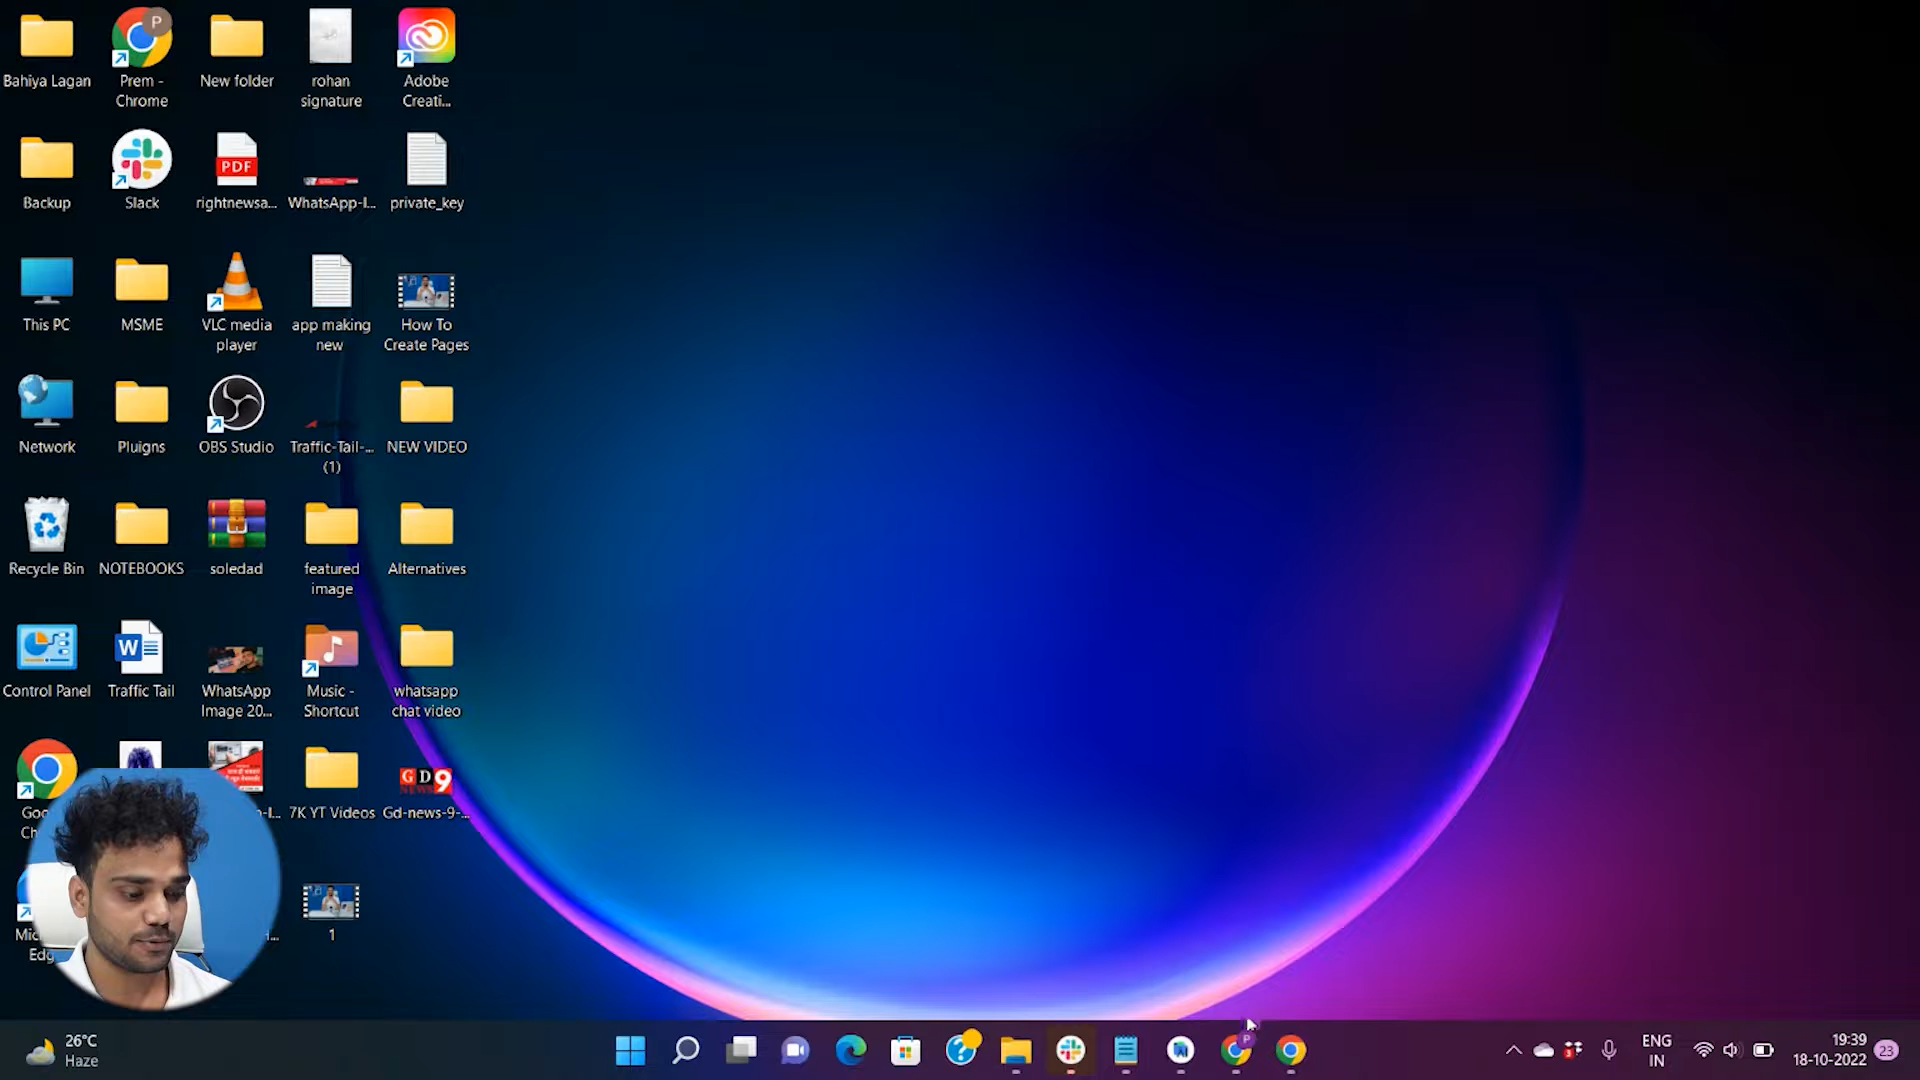 Bahiya Lagan
Prem -
Chrome
New folder
rohan
signature
Adobe
Creati...
Backup
Slack
PDF
rightnewsa...
WhatsApp-I...
private_key
This PC
MSME
VLC media
player
app making
new
How To
Create Pages
Network
Pluigns
OBS Studio
Traffic-Tail-...
(1)
NEW VIDEO
Recycle Bin
NOTEBOOKS
soledad
featured
image
Alternatives
Control Panel
W
Traffic Tail
WhatsApp
Image 20...
Music -
Shortcut
whatsapp
chat video
7K YT Videos
GD9
NEWS
Gd-news-9-...
1
Edg
26°C
Haze
P
P
ENG
IN
19:39
18-10-2022
23